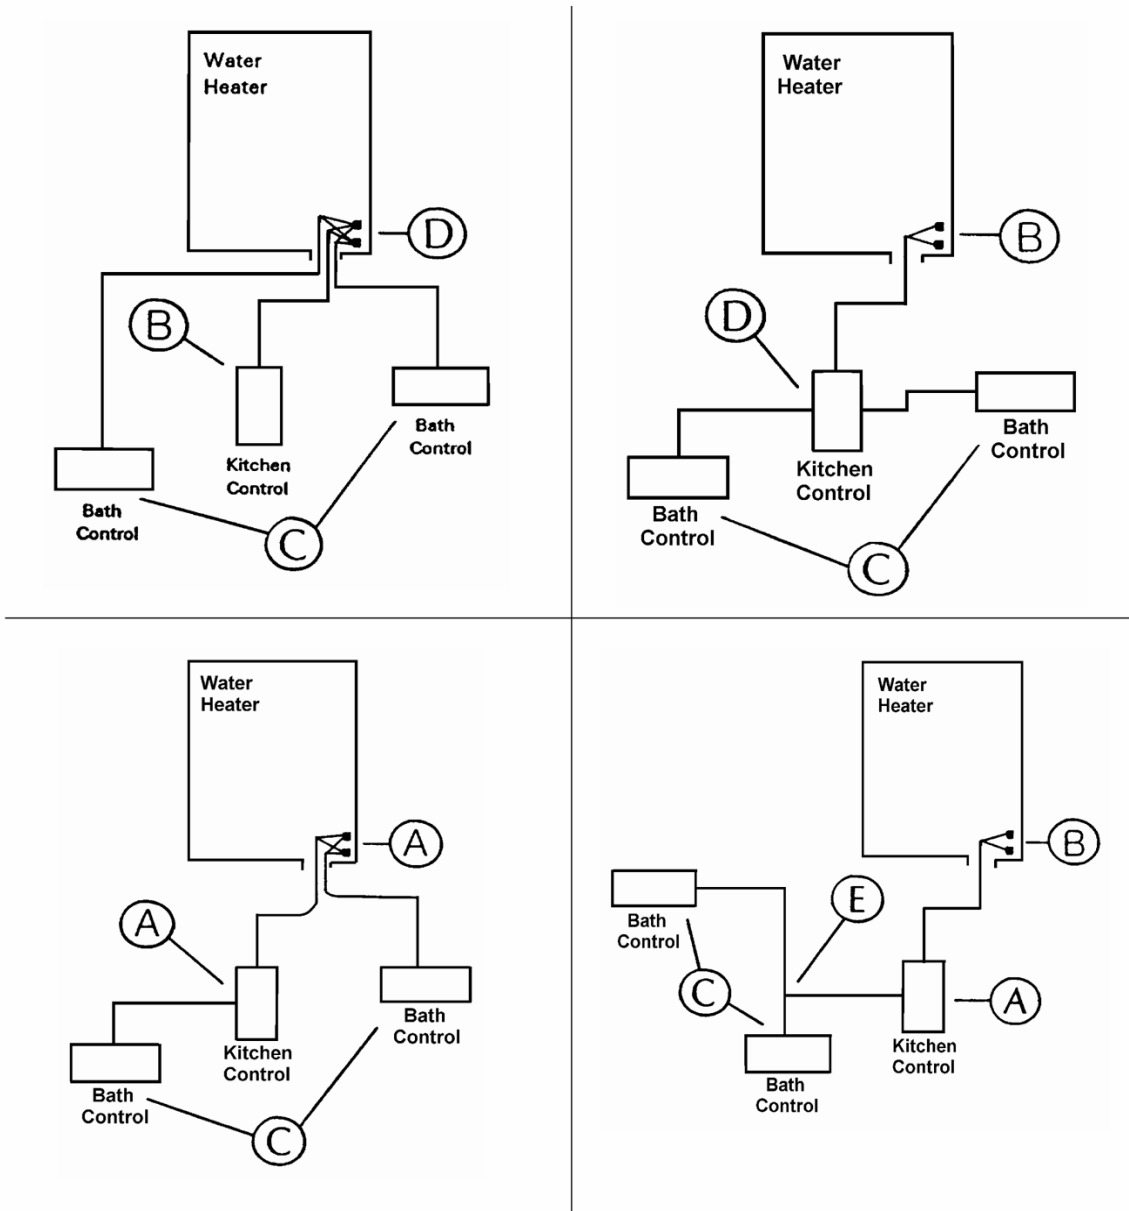 Water
Heater
D
B
Bath
Control
Kitchen
Control
Bath
Control
C
Water
Heater
B
D
Bath
Control
Kitchen
Control
Bath
Control
C
Water
Heater
A
A
Bath
Control
Kitchen
Control
Bath
Control
C
Water
Heater
B
E
Bath
Control
C
A
Kitchen
Control
Bath
Control